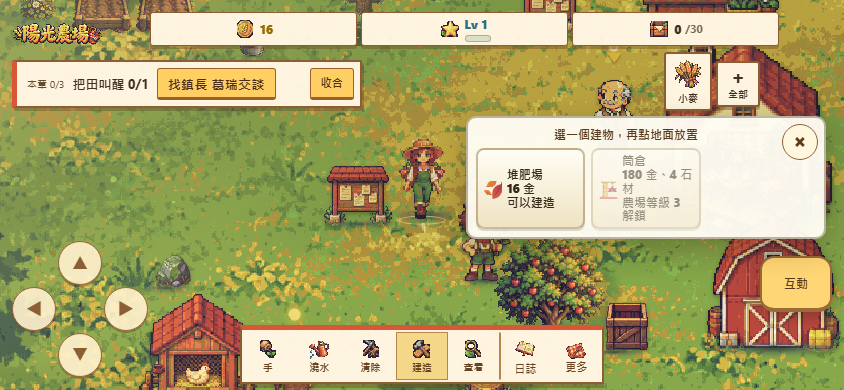 陽光農場
16
Lv 1
0 /30
本章 0/3 把田叫醒 0/1 找鎮長 葛瑞交談 收合
小麥
+
全部
選一個建物，再點地面放置
×
堆肥場
16 金
可以建造
筒倉
180 金、4 石
材
農場等級 3
解鎖
互動
手 澆水 清除 建造 查看 日誌 更多